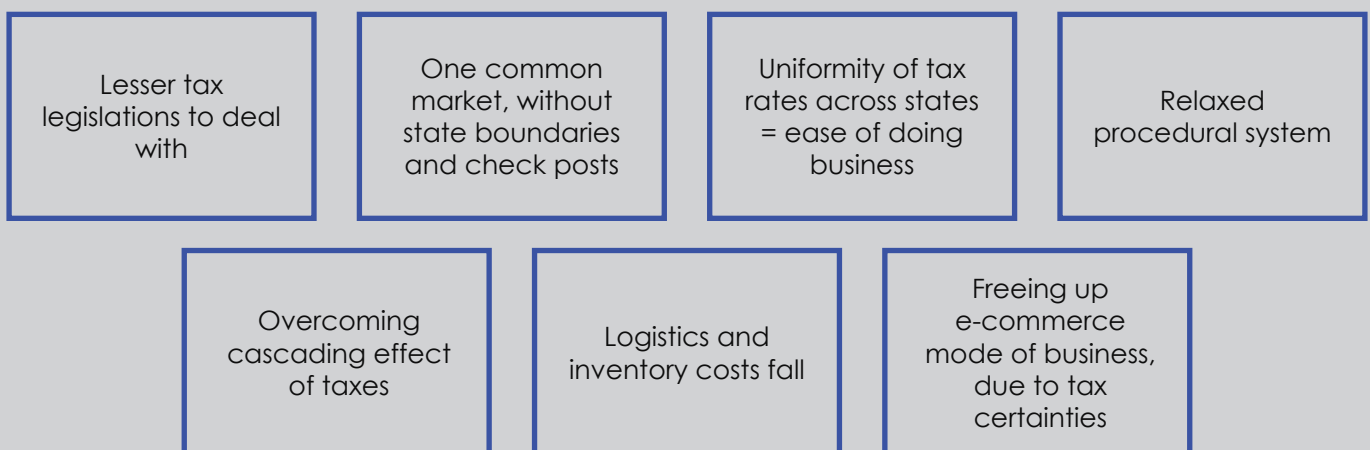 Lesser tax
legislations to deal
with
One common
market, without
state boundaries
and check posts
Uniformity of tax
rates across states
= ease of doing
business
Relaxed
procedural system
Overcoming
cascading effect
of taxes
Logistics and
inventory costs fall
Freeing up
e-commerce
mode of business,
due to tax
certainties